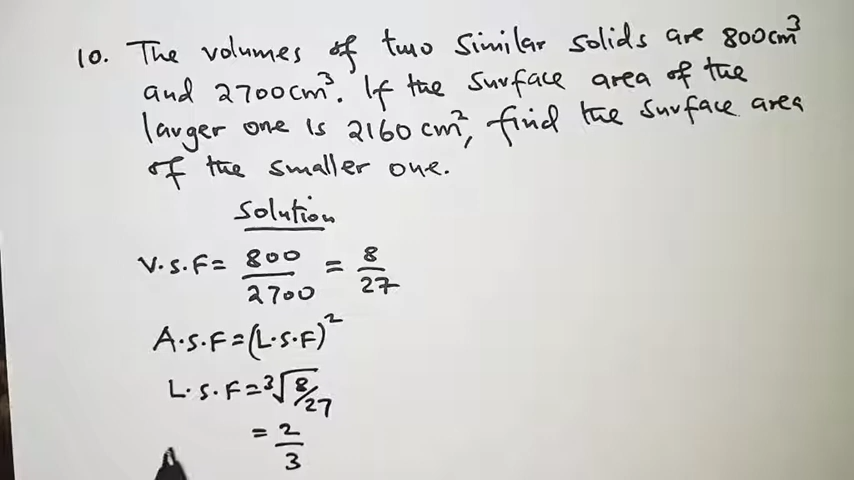 10. The volumes of two similar solids are 800cm³
and 2700cm³. If the surface area of the
larger one is 2160 cm², find the surface area
of the smaller one.
Solution
V.S.F = 800/2700 = 8/27
A.S.F = (L.S.F)²
L.S.F = ³√8/27
= 2/3